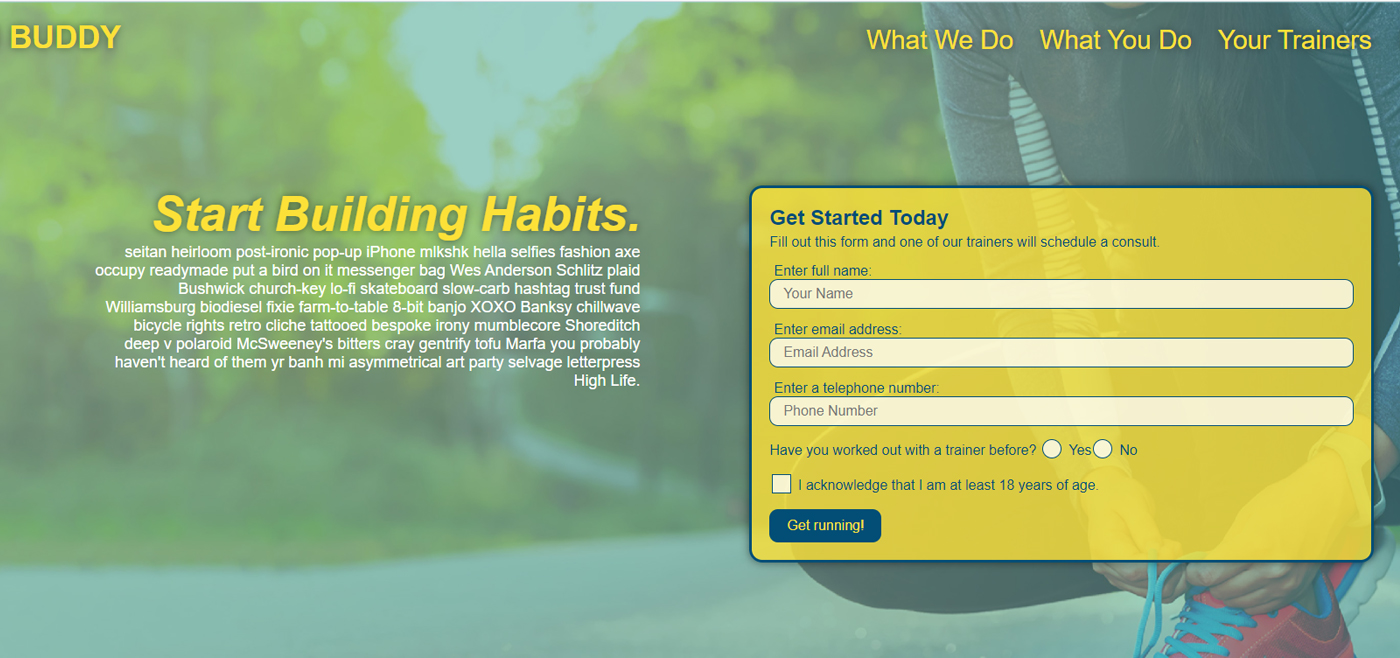 BUDDY
What We Do What You Do Your Trainers
Start Building Habits.
seitan heirloom post-ironic pop-up iPhone mlkshk hella selfies fashion axe
occupy readymade put a bird on it messenger bag Wes Anderson Schlitz plaid
Bushwick church-key lo-fi skateboard slow-carb hashtag trust fund
Williamsburg biodiesel fixie farm-to-table 8-bit banjo XOXO Banksy chillwave
bicycle rights retro cliche tattooed bespoke irony mumblecore Shoreditch
deep v polaroid McSweeney's bitters cray gentrify tofu Marfa you probably
haven't heard of them yr banh mi asymmetrical art party selvage letterpress
High Life.
Get Started Today
Fill out this form and one of our trainers will schedule a consult.
Enter full name:
Your Name
Enter email address:
Email Address
Enter a telephone number:
Phone Number
Have you worked out with a trainer before? Yes No
I acknowledge that I am at least 18 years of age.
Get running!